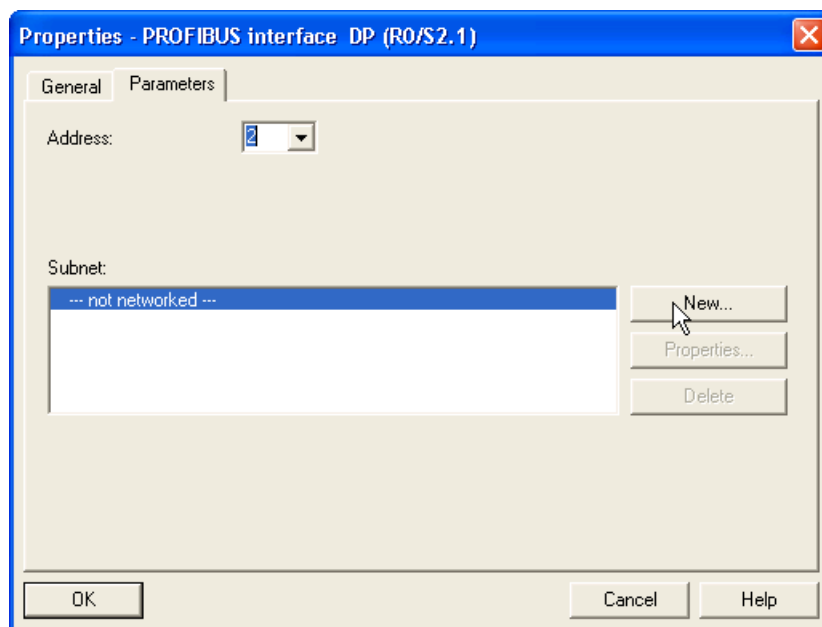 Properties - PROFIBUS interface DP (R0/S2.1)
General Parameters
Address: 2
Subnet:
--- not networked ---
New...
Properties...
Delete
OK Cancel Help